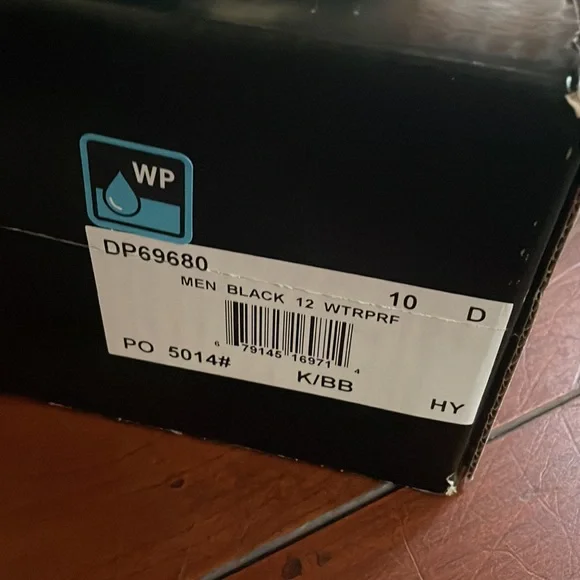 WP
DP69680 10 D
MEN BLACK 12 WTRPRF
6 79145 16971 4
PO 5014# K/BB HY